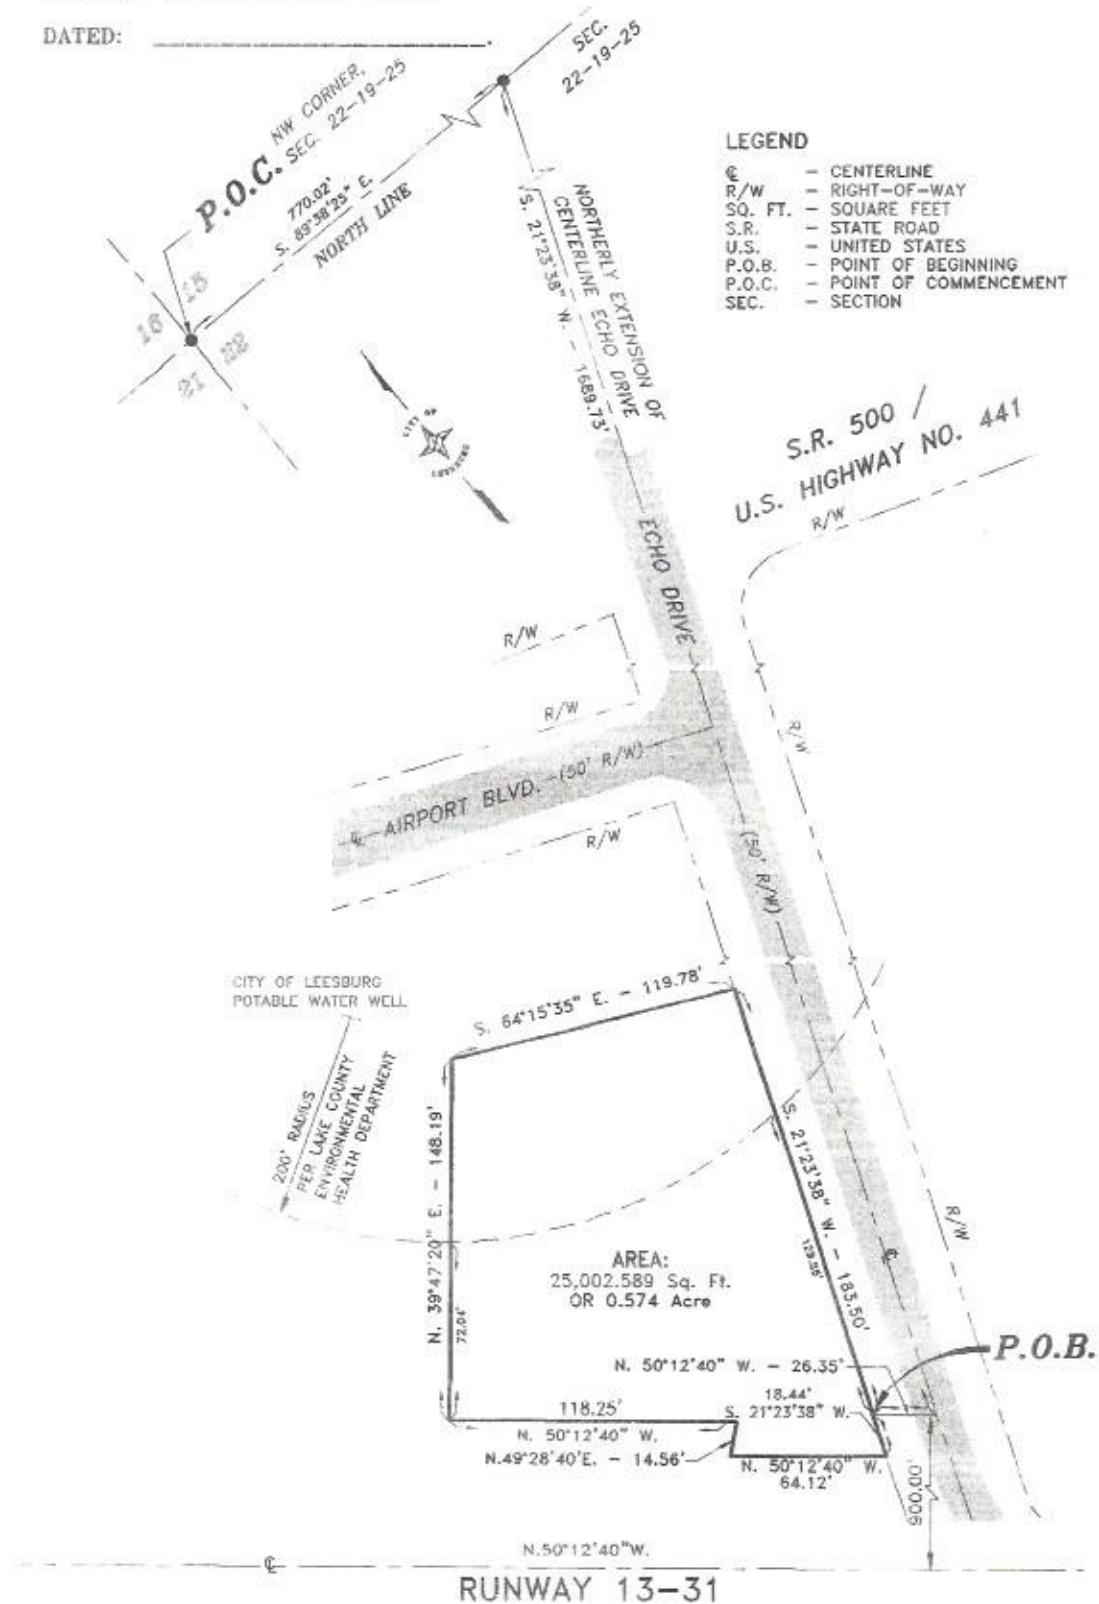 DATED:
SEC.
22-19-25
NW CORNER,
P.O.C. SEC. 22-19-25
770.02'
S. 89°38'25" E.
NORTH LINE
16 15
21 22
LEGEND
℄ - CENTERLINE
R/W - RIGHT-OF-WAY
SQ. FT. - SQUARE FEET
S.R. - STATE ROAD
U.S. - UNITED STATES
P.O.B. - POINT OF BEGINNING
P.O.C. - POINT OF COMMENCEMENT
SEC. - SECTION
NORTHERLY EXTENSION OF
CENTERLINE ECHO DRIVE
S. 21°23'38" W. - 1689.73'
CITY OF
LEESBURG
S.R. 500 /
U.S. HIGHWAY NO. 441
R/W
ECHO DRIVE
R/W
R/W
R/W
℄ AIRPORT BLVD. (50' R/W)
R/W
(50' R/W)
CITY OF LEESBURG
POTABLE WATER WELL
200' RADIUS
PER LAKE COUNTY
ENVIRONMENTAL
HEALTH DEPARTMENT
S. 64°15'35" E. - 119.78'
N. 39°47'20" E. - 148.19'
72.04'
S. 21°23'38" W. - 183.50'
R/W
℄
AREA:
25,002.589 Sq. Ft.
OR 0.574 Acre
P.O.B.
N. 50°12'40" W. - 26.35'
18.44'
S. 21°23'38" W.
118.25'
N. 50°12'40" W.
N.49°28'40"E. - 14.56'
N. 50°12'40" W.
64.12'
900.00'
N.50°12'40"W.
℄
RUNWAY 13-31